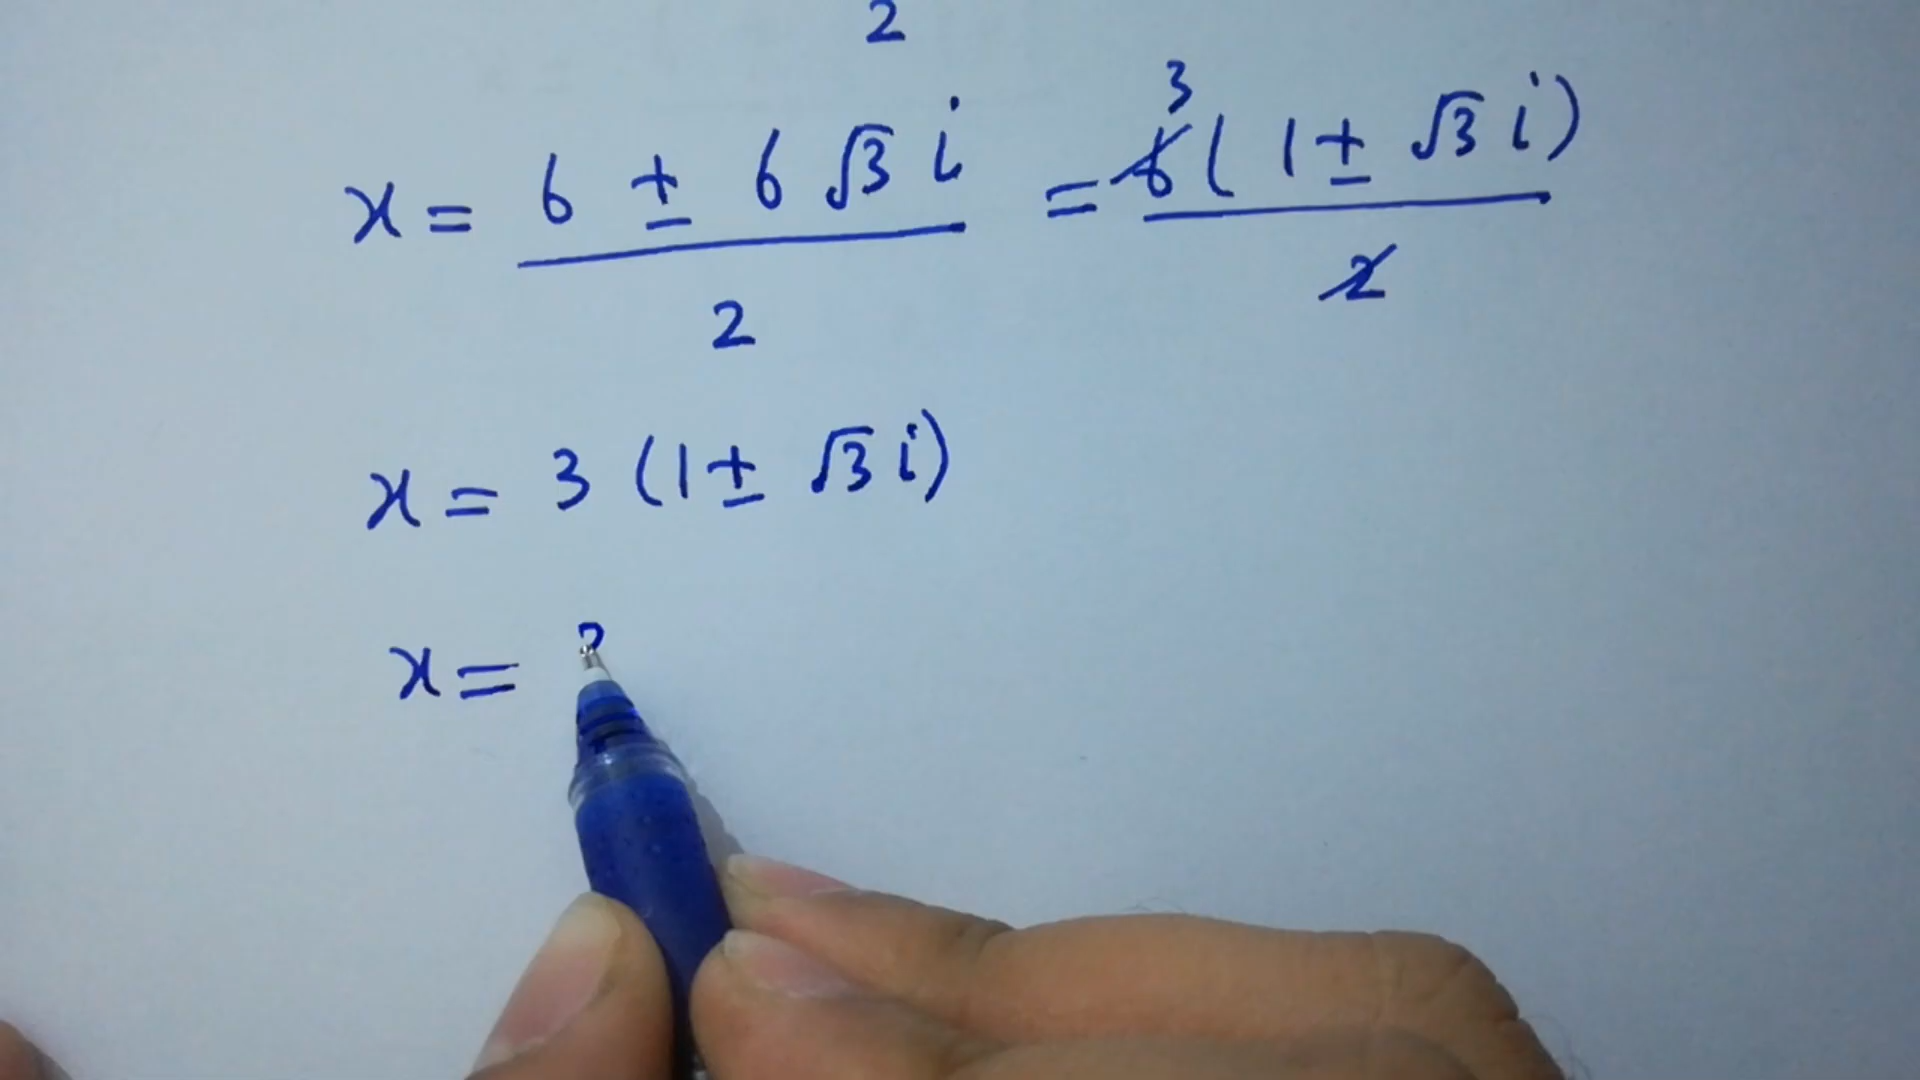 2
x = 6 ± 6 √3 i / 2 = 6 3 ( 1 ± √3 i ) / 2
x = 3 ( 1 ± √3 i )
x =